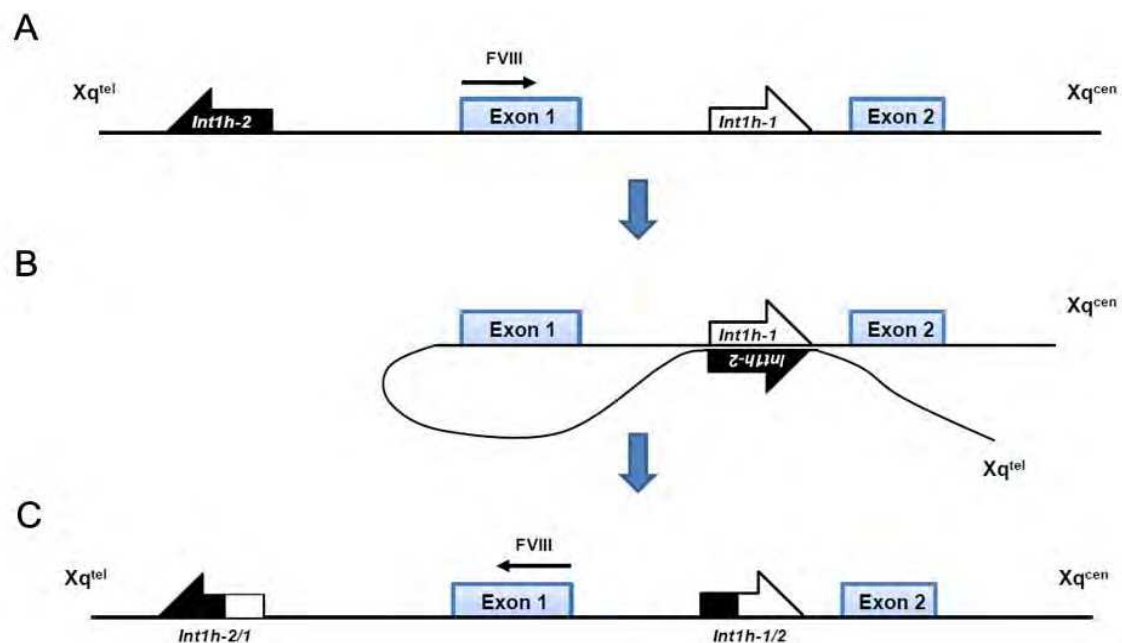 A
FVIII
Xqtel
Xqcen
Int1h-2
Exon 1
Int1h-1
Exon 2
B
Xqcen
Exon 1
Int1h-1
Exon 2
Int1h-2
Xqtel
C
FVIII
Xqtel
Xqcen
Exon 1
Exon 2
Int1h-2/1
Int1h-1/2